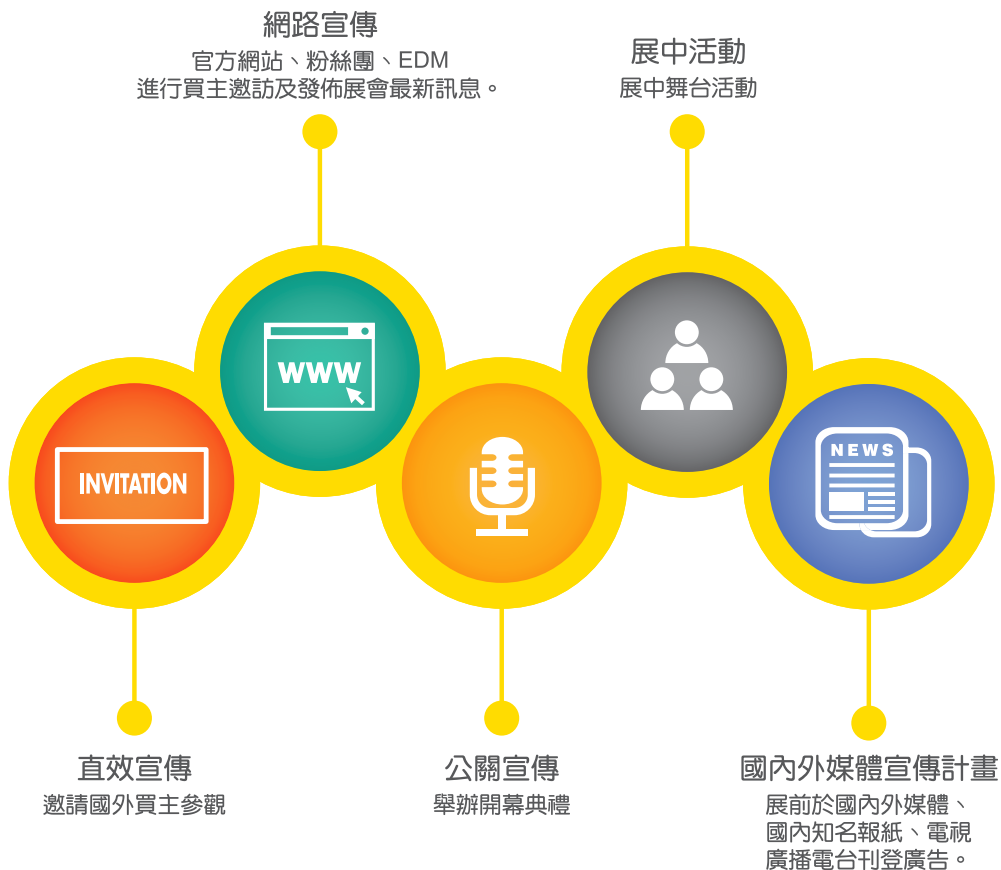 網路宣傳
官方網站、粉絲團、EDM
進行買主邀訪及發佈展會最新訊息。
展中活動
展中舞台活動
WWW
NEWS
INVITATION
直效宣傳
邀請國外買主參觀
公關宣傳
舉辦開幕典禮
國內外媒體宣傳計畫
展前於國內外媒體、
國內知名報紙、電視
廣播電台刊登廣告。